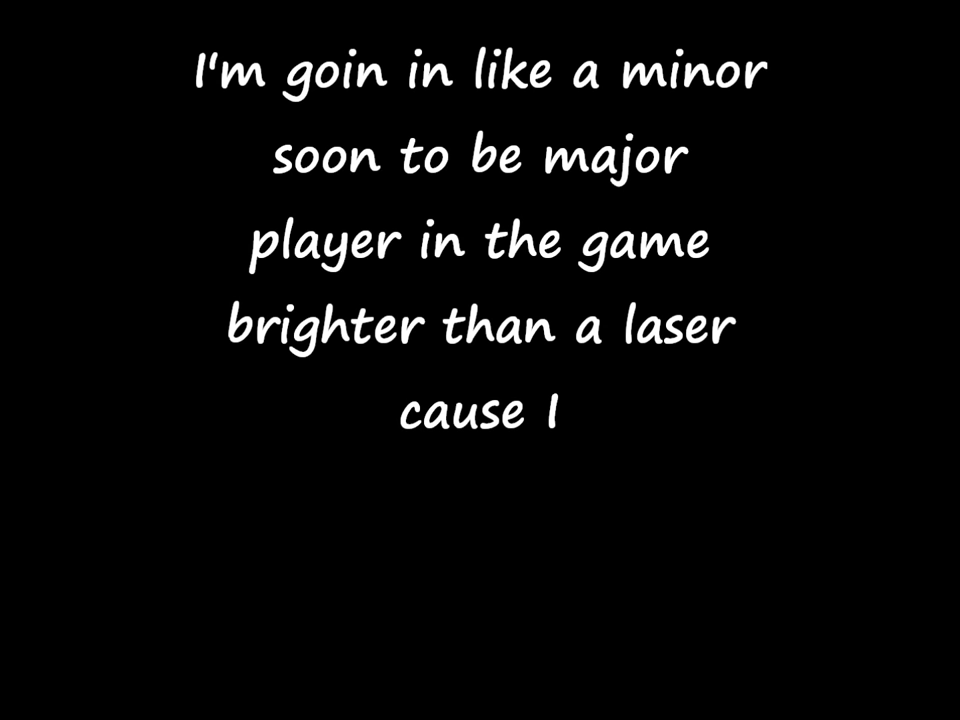 I'm goin in like a minor
soon to be major
player in the game
brighter than a laser
cause I